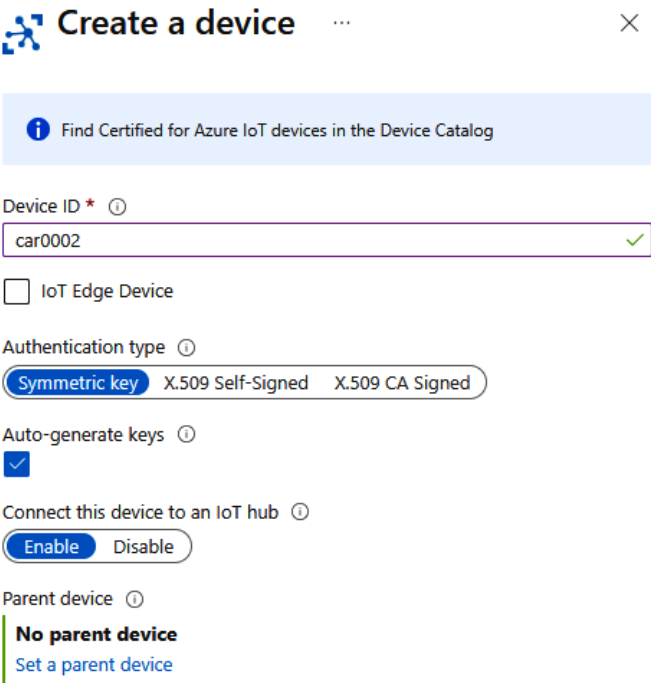 Create a device ...
Find Certified for Azure IoT devices in the Device Catalog
Device ID *
car0002
IoT Edge Device
Authentication type
Symmetric key X.509 Self-Signed X.509 CA Signed
Auto-generate keys
Connect this device to an IoT hub
Enable Disable
Parent device
No parent device
Set a parent device